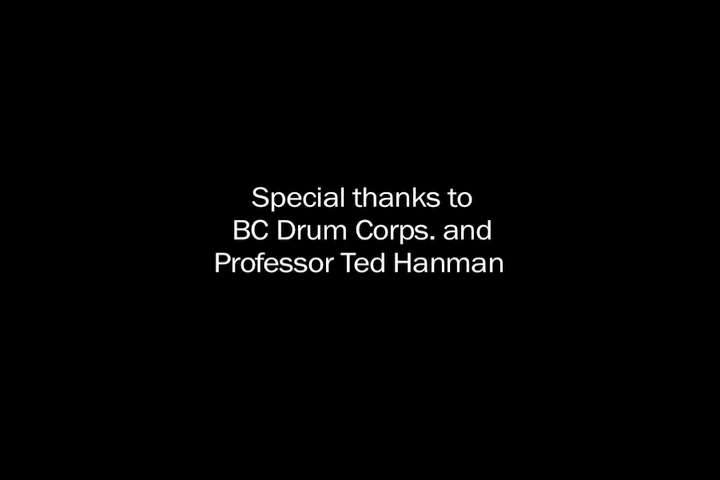 Special thanks to
BC Drum Corps. and
Professor Ted Hanman